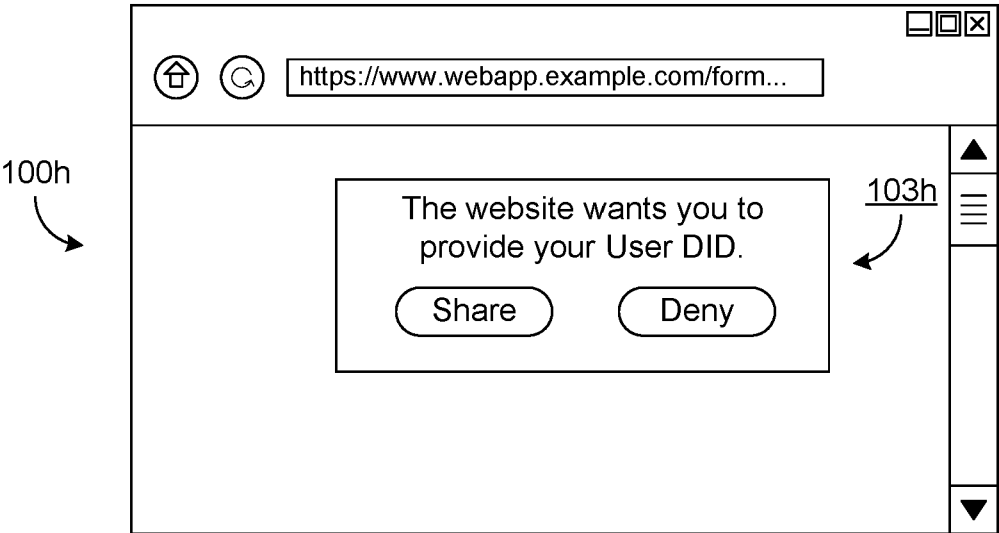 https://www.webapp.example.com/form...
100h
103h
The website wants you to
provide your User DID.
Share
Deny